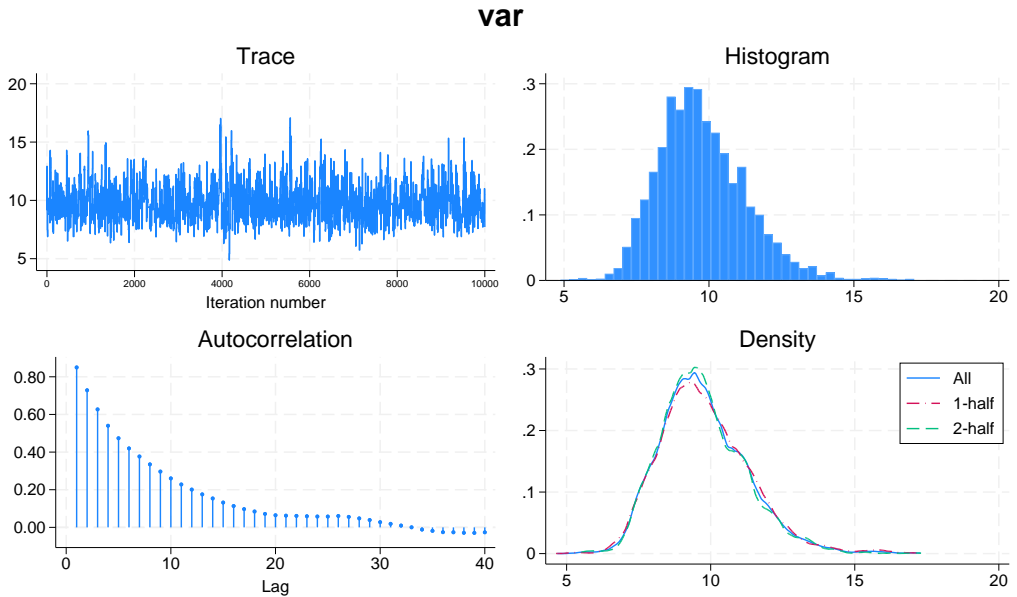 var
Trace
20
15
10
5
0 2000 4000 6000 8000 10000
Iteration number
Histogram
.3
.2
.1
0
5 10 15 20
Autocorrelation
0.80
0.60
0.40
0.20
0.00
0 10 20 30 40
Lag
Density
.3
.2
.1
0
5 10 15 20
All
1-half
2-half